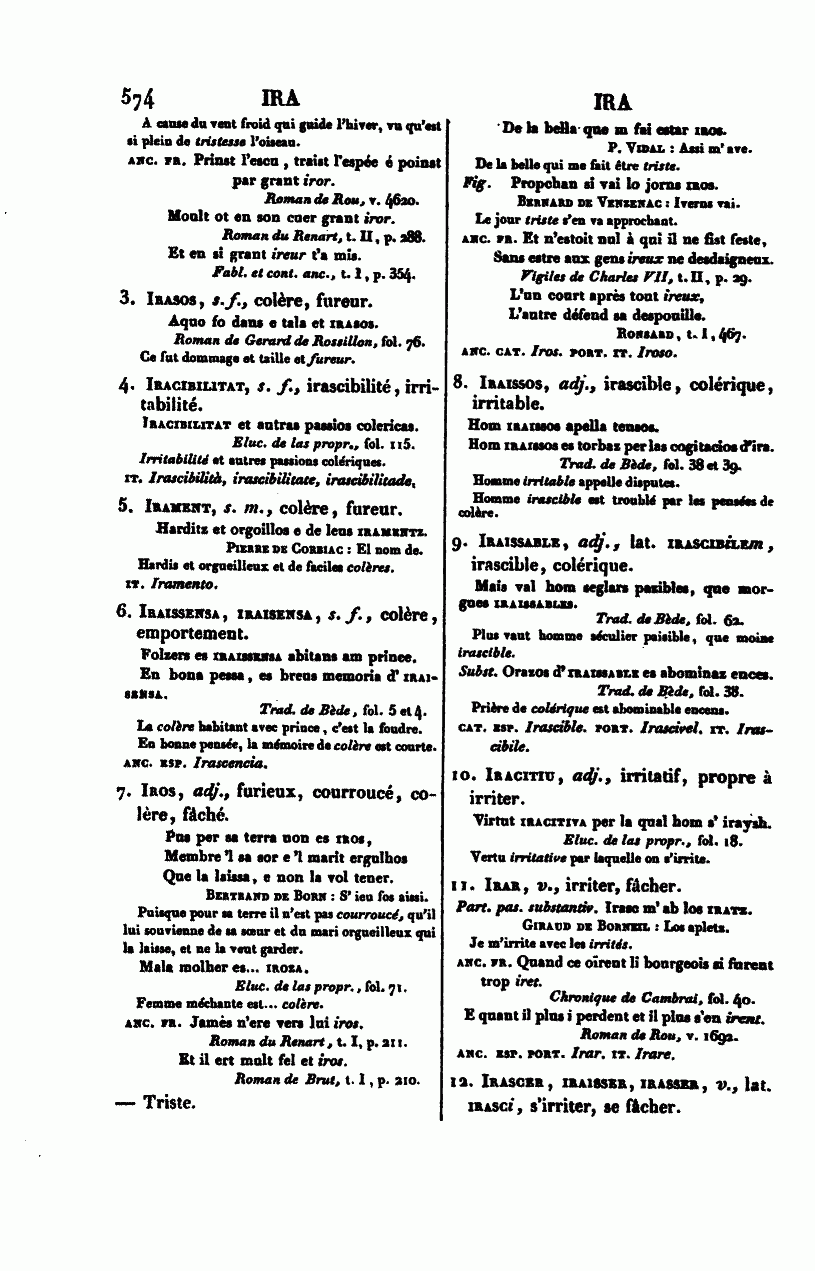 574 IRA
A cause du vent froid qui guide l'hiver, vu qu'est
si plein de tristesse l'oiseau.
ANC. FR. Prinst l'escu , traist l'espée é poinst
par grant iror.
Roman de Rou, v. 4620.
Moult ot en son cuer grant iror.
Roman du Renart, t. II, p. 288.
Et en si grant ireur t'a mis.
Fabl. et cont. anc., t. I, p. 354.
3. IRASOS, s. f., colère, fureur.
Aquo fo dans e tala et IRASOS.
Roman de Gerard de Rossillon, fol. 76.
Ce fut dommage et taille et fureur.
4. IRACIBILITAT, s. f., irascibilité, irri-
tabilité.
IRACIBILITAT et autras passios colericas.
Eluc. de las propr., fol. 115.
Irritabilité et autres passions colériques.
IT. Irascibilità, irascibilitate, irascibilitade.
5. IRAMENT, s. m., colère, fureur.
Harditz et orgoillos e de leus IRAMENTZ.
PIERRE DE CORBIAC : El nom de.
Hardis et orgueilleux et de faciles colères.
IT. Iramento.
6. IRAISSENSA, IRAISENSA, s. f., colère,
emportement.
Folzers es IRAISSENSA abitans am prince.
En bona pessa, es breus memoria d' IRAI-
SENSA.
Trad. de Bède, fol. 5 et 4.
La colère habitant avec prince, c'est la foudre.
En bonne pensée, la mémoire de colère est courte.
ANC. ESP. Irascencia.
7. IROS, adj., furieux, courroucé, co-
lère, fâché.
Pus per sa terra non es IROS,
Membre 'l sa sor e 'l marit ergulhos
Que la laissa, e non la vol tener.
BERTRAND DE BORN : S' ieu fos aissi.
Puisque pour sa terre il n'est pas courroucé, qu'il
lui souvienne de sa sœur et du mari orgueilleux qui
la laisse, et ne la veut garder.
Mala molher es... IROZA.
Eluc. de las propr., fol. 71.
Femme méchante est... colère.
ANC. FR. Jamès n'ere vers lui iros.
Roman du Renart, t. I, p. 211.
Et il ert mult fel et iros.
Roman de Brut, t. I, p. 210.
— Triste.
IRA
De la bella que m fai estar IROS.
P. VIDAL : Assi m' ave.
De la belle qui me fait être triste.
Fig. Propchan si vai lo jorns IROS.
BERNARD DE VENZENAC : Iverns vai.
Le jour triste s'en va approchant.
ANC. FR. Et n'estoit nul à qui il ne fist feste,
Sans estre aux gens ireux ne desdaigneux.
Vigiles de Charles VII, t. II, p. 29.
L'un court après tout ireux,
L'autre défend sa despouille.
RONSARD, t. I, 467.
ANC. CAT. Iros. PORT. IT. Iroso.
8. IRAISSOS, adj., irascible, colérique,
irritable.
Hom IRAISSOS apella tensos.
Hom IRAISSOS es torbaz per las cogitacios d'ira.
Trad. de Bède, fol. 38 et 39.
Homme irritable appelle disputes.
Homme irascible est troublé par les pensées de
colère.
9. IRAISSABLE, adj., lat. IRASCIBILEm,
irascible, colérique.
Mais val hom seglars pazibles, que mor-
gues IRAISSABLES.
Trad. de Bède, fol. 62.
Plus vaut homme séculier paisible, que moine
irascible.
Subst. Orazos d' IRAISSABLE es abominaz ences.
Trad. de Bède, fol. 38.
Prière de colérique est abominable encens.
CAT. ESP. Irascible. PORT. Irascivel. IT. Iras-
cibile.
10. IRACITIU, adj., irritatif, propre à
irriter.
Virtut IRACITIVA per la qual hom s' iraysh.
Eluc. de las propr., fol. 18.
Vertu irritative par laquelle on s'irrite.
11. IRAR, v., irriter, fâcher.
Part. pas. substantiv. Irasc m' ab los IRATZ.
GIRAUD DE BORNEIL : Los aplets.
Je m'irrite avec les irrités.
ANC. FR. Quand ce oïrent li bourgeois si furent
trop iret.
Chronique de Cambrai, fol. 40.
E quant il plus i perdent et il plus s'en irent.
Roman de Rou, v. 1692.
ANC. ESP. PORT. Irar. IT. Irare.
12. IRASCER, IRAISSER, IRASSER, v., lat.
IRASCi, s'irriter, se fâcher.